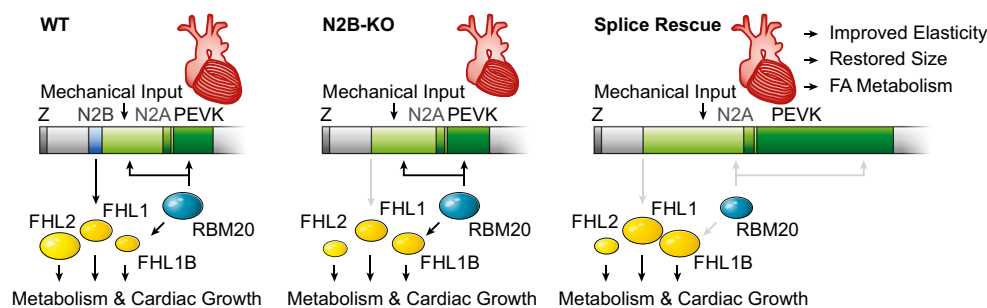 WT
Mechanical Input
Z N2B N2A PEVK
FHL2 FHL1 RBM20
FHL1B
Metabolism & Cardiac Growth
N2B-KO
Mechanical Input
Z N2A PEVK
FHL2 FHL1 RBM20
FHL1B
Metabolism & Cardiac Growth
Splice Rescue
Improved Elasticity
Restored Size
FA Metabolism
Mechanical Input
Z N2A PEVK
FHL2 FHL1 RBM20
FHL1B
Metabolism & Cardiac Growth